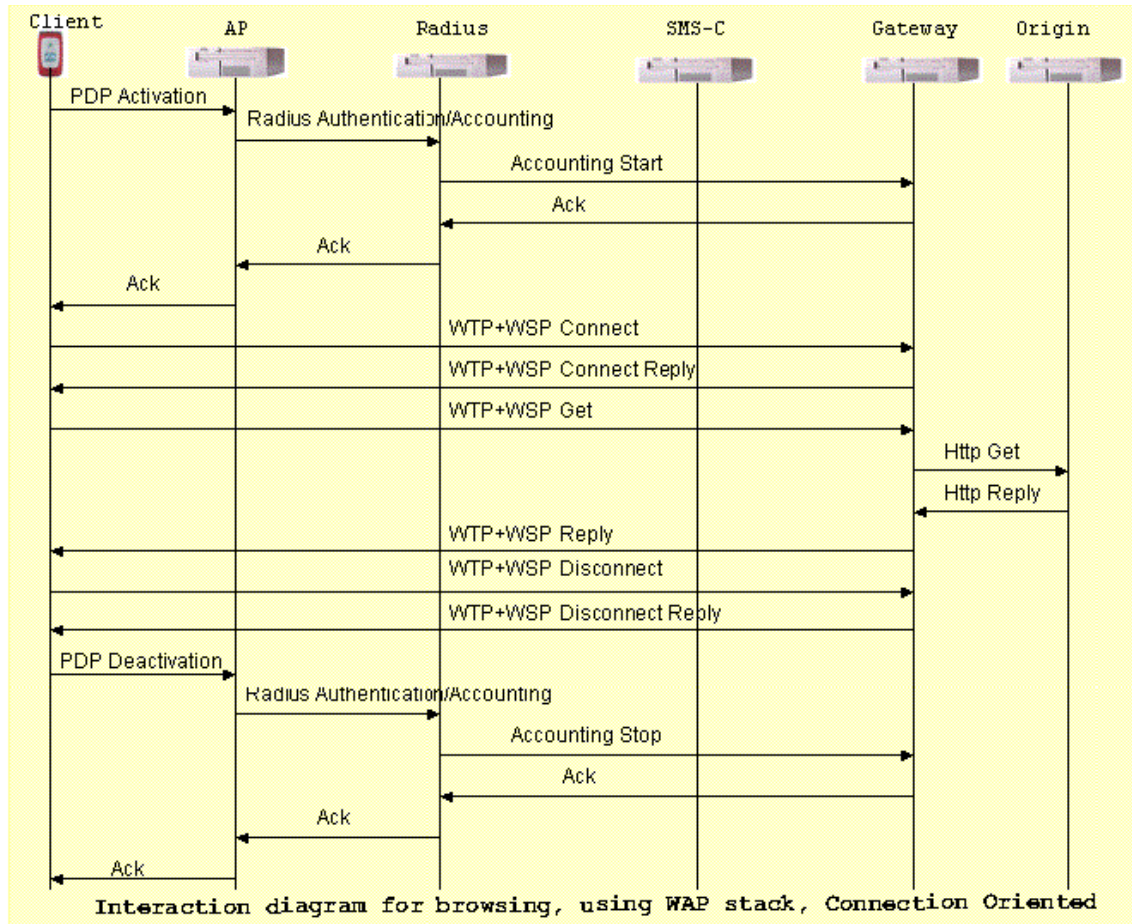 Client
AP
Radius
SMS-C
Gateway
Origin
PDP Activation
Radius Authentication/Accounting
Accounting Start
Ack
Ack
Ack
WTP+WSP Connect
WTP+WSP Connect Reply
WTP+WSP Get
Http Get
Http Reply
WTP+WSP Reply
WTP+WSP Disconnect
WTP+WSP Disconnect Reply
PDP Deactivation
Radius Authentication/Accounting
Accounting Stop
Ack
Ack
Ack
Interaction diagram for browsing, using WAP stack, Connection Oriented